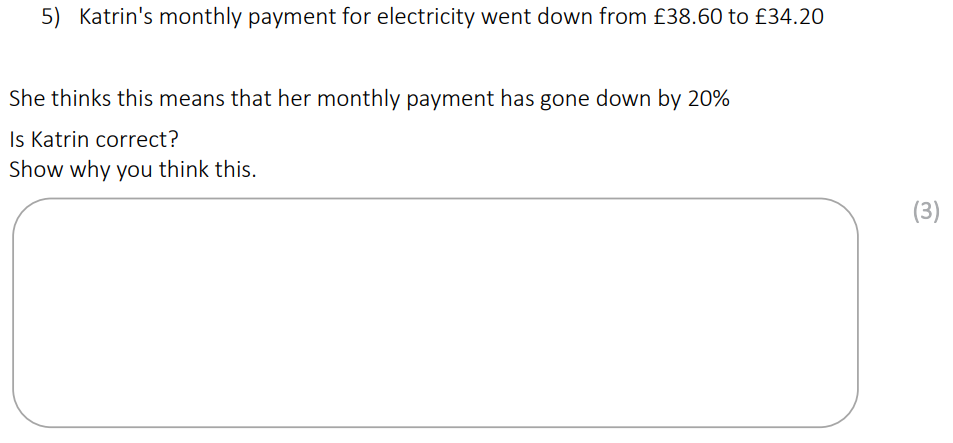 5) Katrin's monthly payment for electricity went down from £38.60 to £34.20
She thinks this means that her monthly payment has gone down by 20%
Is Katrin correct?
Show why you think this.
(3)